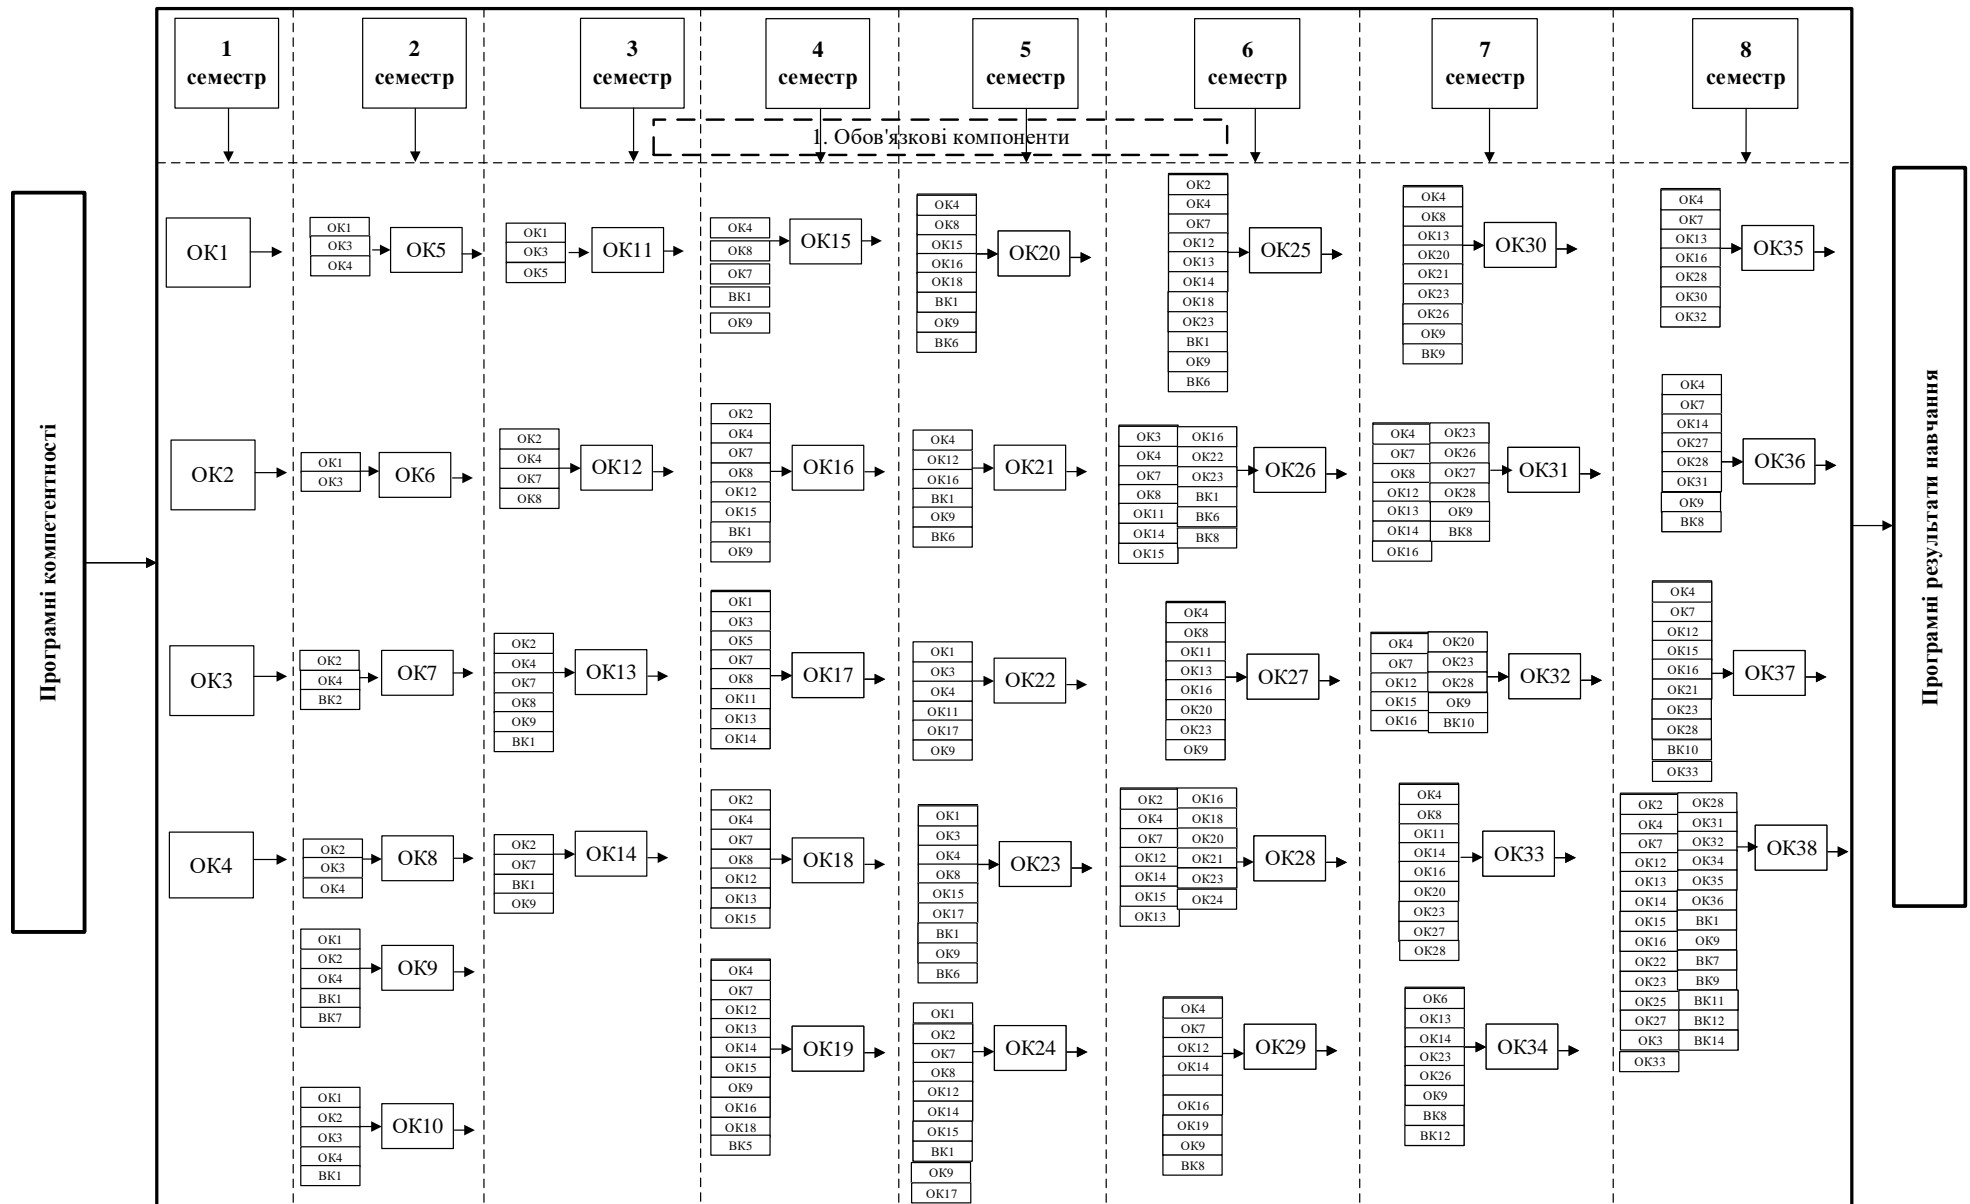 1
семестр
2
семестр
3
семестр
4
семестр
5
семестр
6
семестр
7
семестр
8
семестр
1. Обов'язкові компоненти
Програмні компетентності
ОК1
ОК2
ОК3
ОК4
ОК1
ОК3
ОК4
ОК5
ОК1
ОК3
ОК6
ОК2
ОК4
ВК2
ОК7
ОК2
ОК3
ОК4
ОК8
ОК1
ОК2
ОК4
ВК1
ВК7
ОК9
ОК1
ОК2
ОК3
ОК4
ВК1
ОК10
ОК1
ОК3
ОК5
ОК11
ОК2
ОК4
ОК7
ОК8
ОК12
ОК2
ОК4
ОК7
ОК8
ОК9
ВК1
ОК13
ОК2
ОК7
ВК1
ОК9
ОК14
ОК4
ОК8
ОК7
ВК1
ОК9
ОК15
ОК2
ОК4
ОК7
ОК8
ОК12
ОК15
ВК1
ОК9
ОК16
ОК1
ОК3
ОК5
ОК7
ОК8
ОК11
ОК13
ОК14
ОК17
ОК2
ОК4
ОК7
ОК8
ОК12
ОК13
ОК15
ОК18
ОК4
ОК7
ОК12
ОК13
ОК14
ОК15
ОК9
ОК16
ОК18
ВК5
ОК19
ОК4
ОК8
ОК15
ОК16
ОК18
ВК1
ОК9
ВК6
ОК20
ОК4
ОК12
ОК16
ВК1
ОК9
ВК6
ОК21
ОК1
ОК3
ОК4
ОК11
ОК17
ОК9
ОК22
ОК1
ОК3
ОК4
ОК8
ОК15
ОК17
ВК1
ОК9
ВК6
ОК23
ОК1
ОК2
ОК7
ОК8
ОК12
ОК14
ОК15
ВК1
ОК9
ОК17
ОК24
ОК2
ОК4
ОК7
ОК12
ОК13
ОК14
ОК18
ОК23
ВК1
ОК9
ВК6
ОК25
ОК3
ОК4
ОК7
ОК8
ОК11
ОК14
ОК15
ОК16
ОК22
ОК23
ВК1
ВК6
ВК8
ОК26
ОК4
ОК8
ОК11
ОК13
ОК16
ОК20
ОК23
ОК9
ОК27
ОК2
ОК4
ОК7
ОК12
ОК14
ОК15
ОК13
ОК16
ОК18
ОК20
ОК21
ОК23
ОК24
ОК28
ОК4
ОК7
ОК12
ОК14
ОК16
ОК19
ОК9
ВК8
ОК29
ОК4
ОК8
ОК13
ОК20
ОК21
ОК23
ОК26
ОК9
ВК9
ОК30
ОК4
ОК7
ОК8
ОК12
ОК13
ОК14
ОК16
ОК23
ОК26
ОК27
ОК28
ОК9
ВК8
ОК31
ОК4
ОК7
ОК12
ОК15
ОК16
ОК20
ОК23
ОК28
ОК9
ВК10
ОК32
ОК4
ОК8
ОК11
ОК14
ОК16
ОК20
ОК23
ОК27
ОК28
ОК33
ОК6
ОК13
ОК14
ОК23
ОК26
ОК9
ВК8
ВК12
ОК34
ОК4
ОК7
ОК13
ОК16
ОК28
ОК30
ОК32
ОК35
ОК4
ОК7
ОК14
ОК27
ОК28
ОК31
ОК9
ВК8
ОК36
ОК4
ОК7
ОК12
ОК15
ОК16
ОК21
ОК23
ОК28
ВК10
ОК33
ОК37
ОК2
ОК4
ОК7
ОК12
ОК13
ОК14
ОК15
ОК16
ОК22
ОК23
ОК25
ОК27
ОК3
ОК33
ОК28
ОК31
ОК32
ОК34
ОК35
ОК36
ВК1
ОК9
ВК7
ВК9
ВК11
ВК12
ВК14
ОК38
Програмні результати навчання